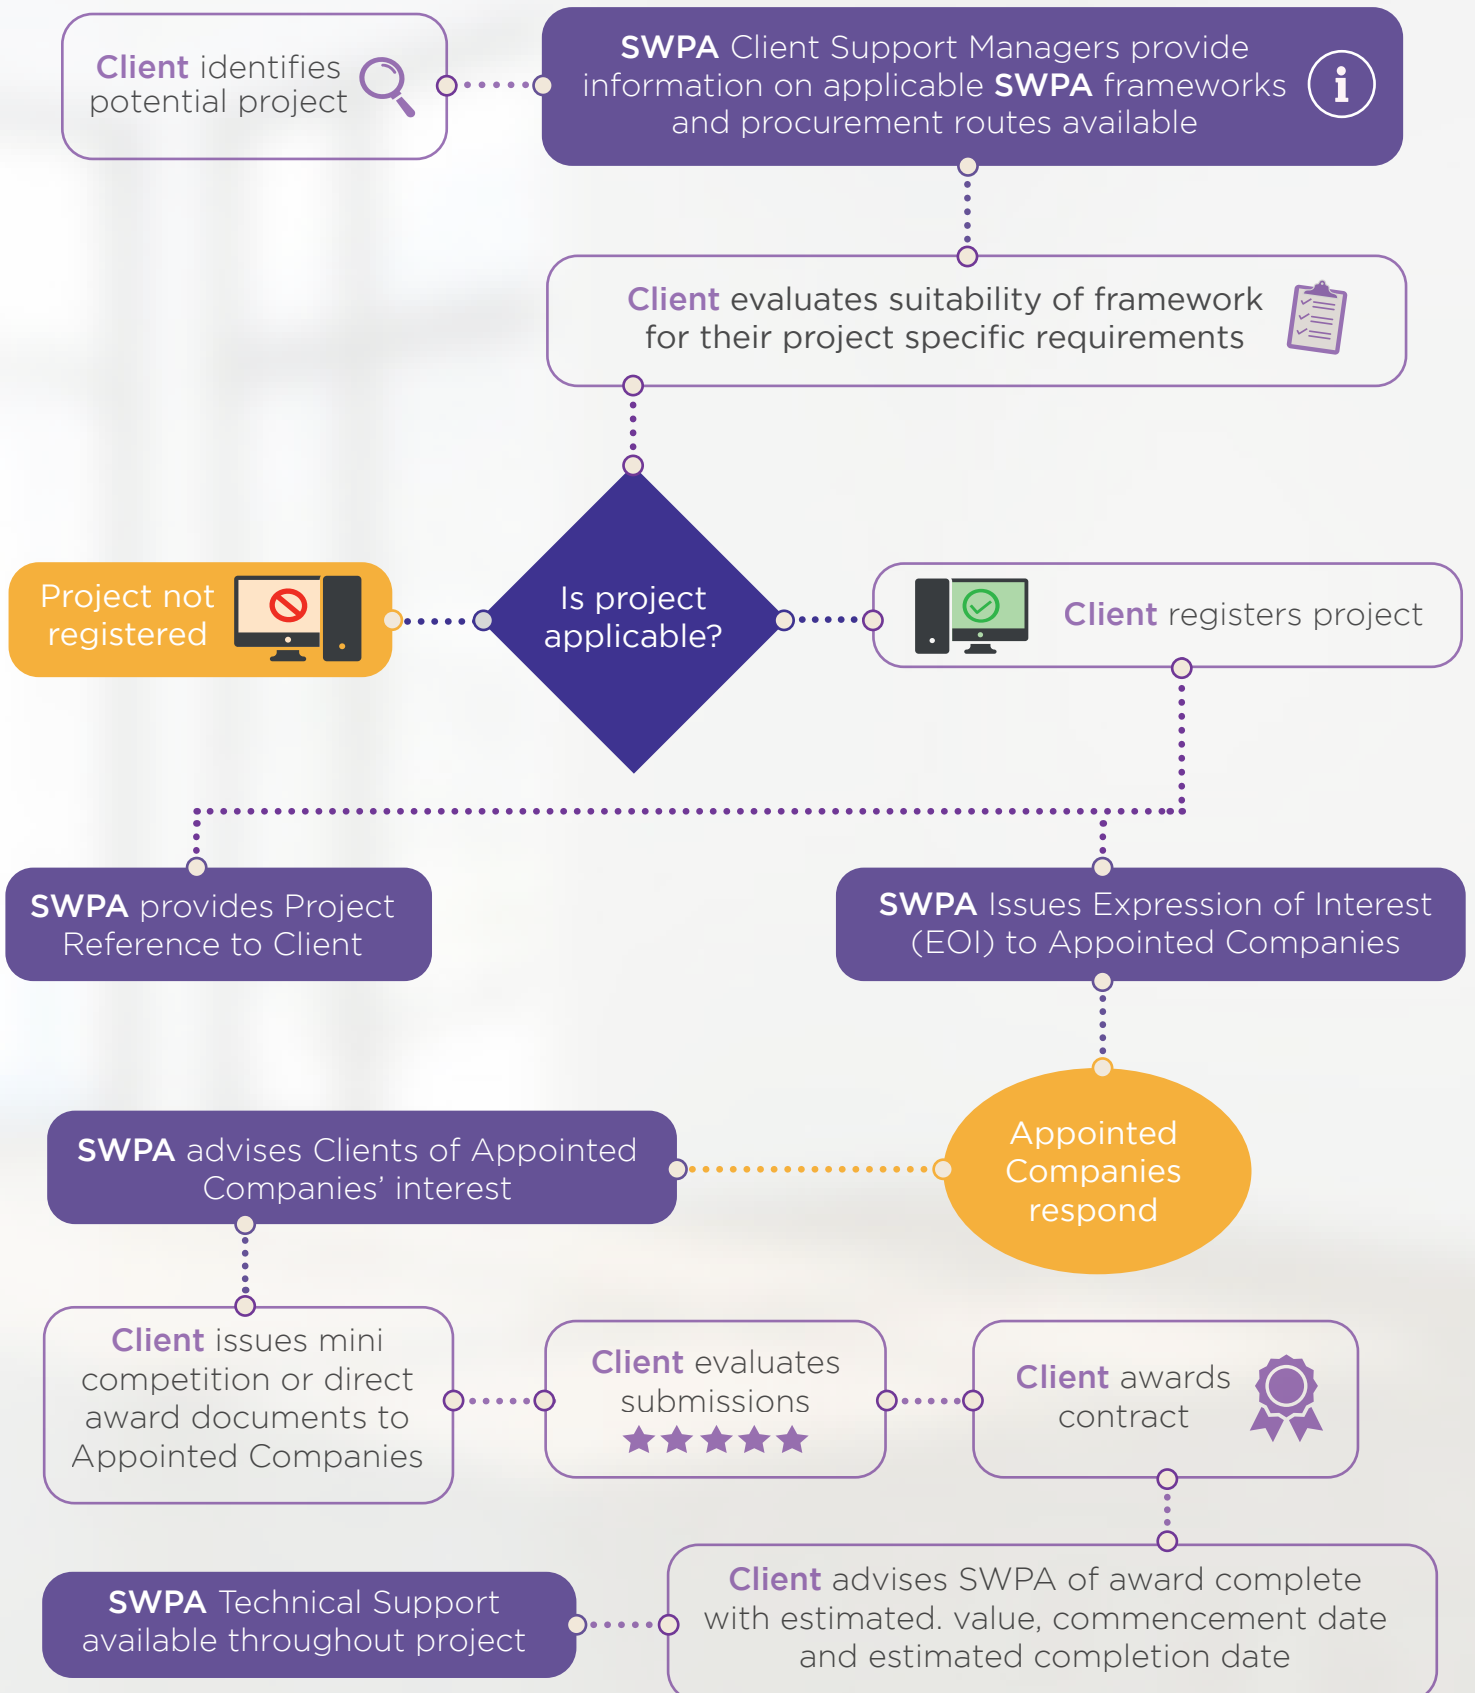 Client identifies
potential project
SWPA Client Support Managers provide
information on applicable SWPA frameworks
and procurement routes available
i
Client evaluates suitability of framework
for their project specific requirements
Is project
applicable?
Project not
registered
Client registers project
SWPA provides Project
Reference to Client
SWPA Issues Expression of Interest
(EOI) to Appointed Companies
Appointed
Companies
respond
SWPA advises Clients of Appointed
Companies’ interest
Client issues mini
competition or direct
award documents to
Appointed Companies
Client evaluates
submissions
Client awards
contract
Client advises SWPA of award complete
with estimated. value, commencement date
and estimated completion date
SWPA Technical Support
available throughout project